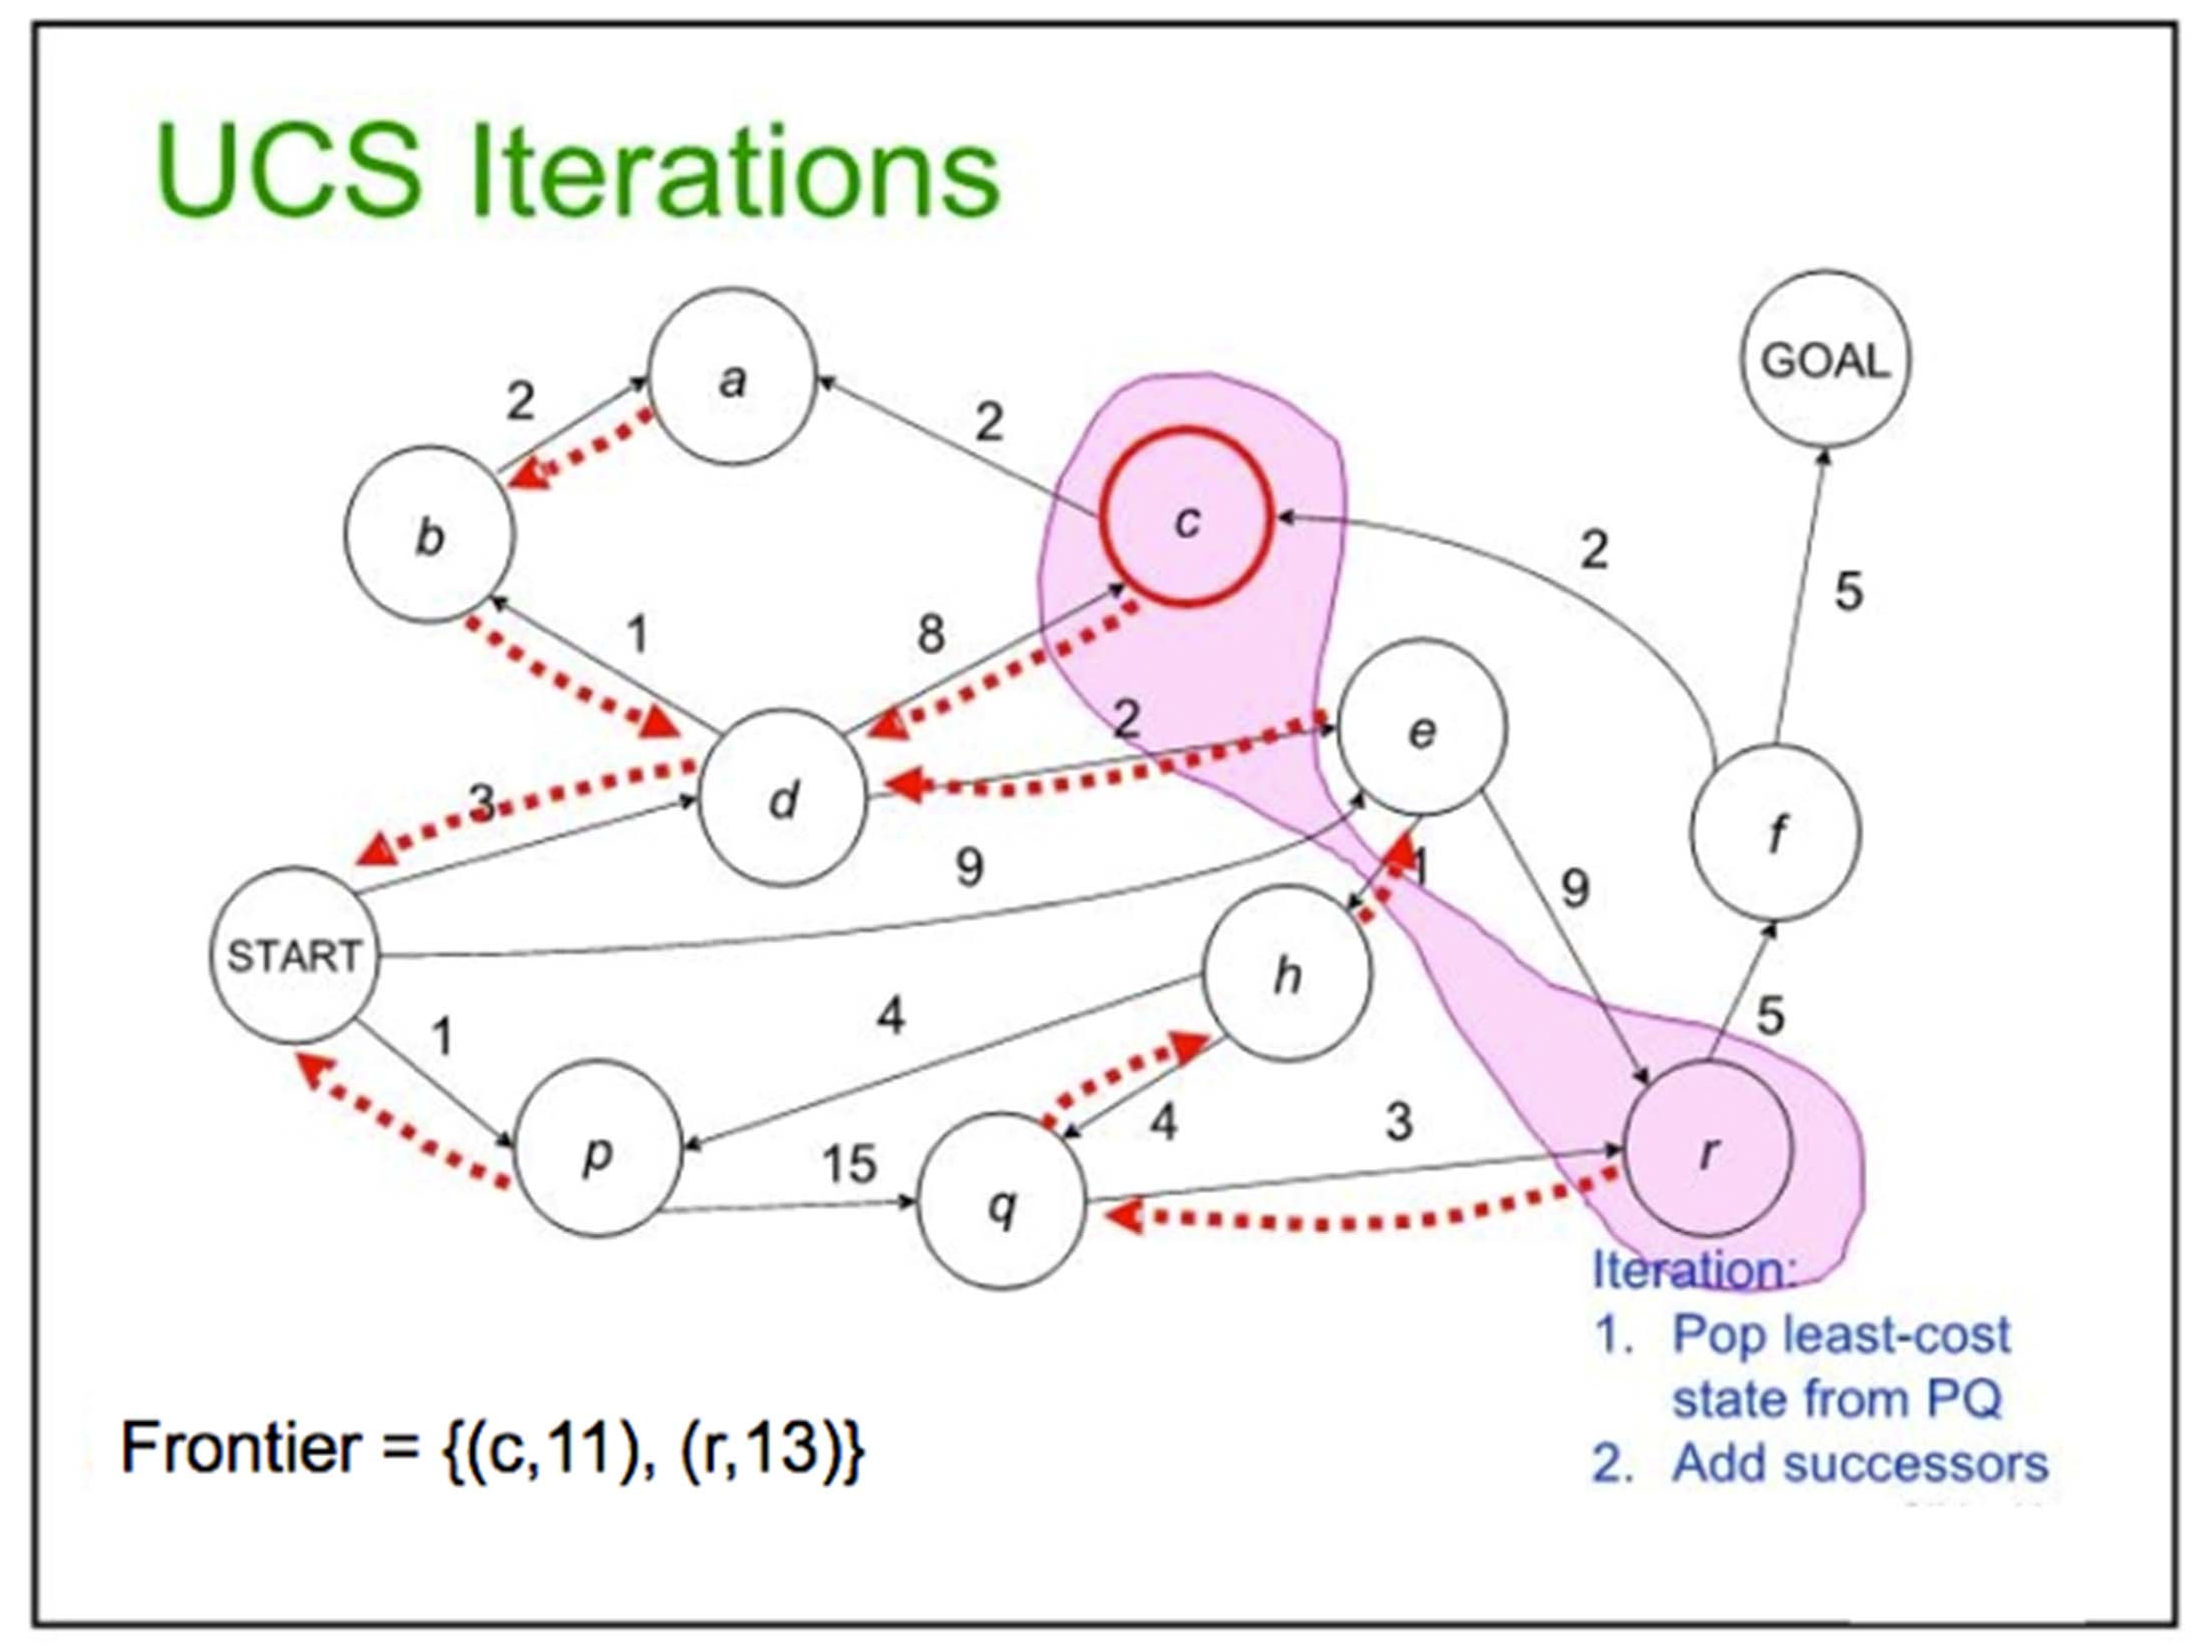 UCS Iterations
GOAL
2
a
2
c
b
2
5
1
8
2
e
3
d
f
9
1
9
START
h
4
5
1
p
15
4
3
q
r
Iteration:
1. Pop least-cost
state from PQ
2. Add successors
Frontier = {(c,11), (r,13)}